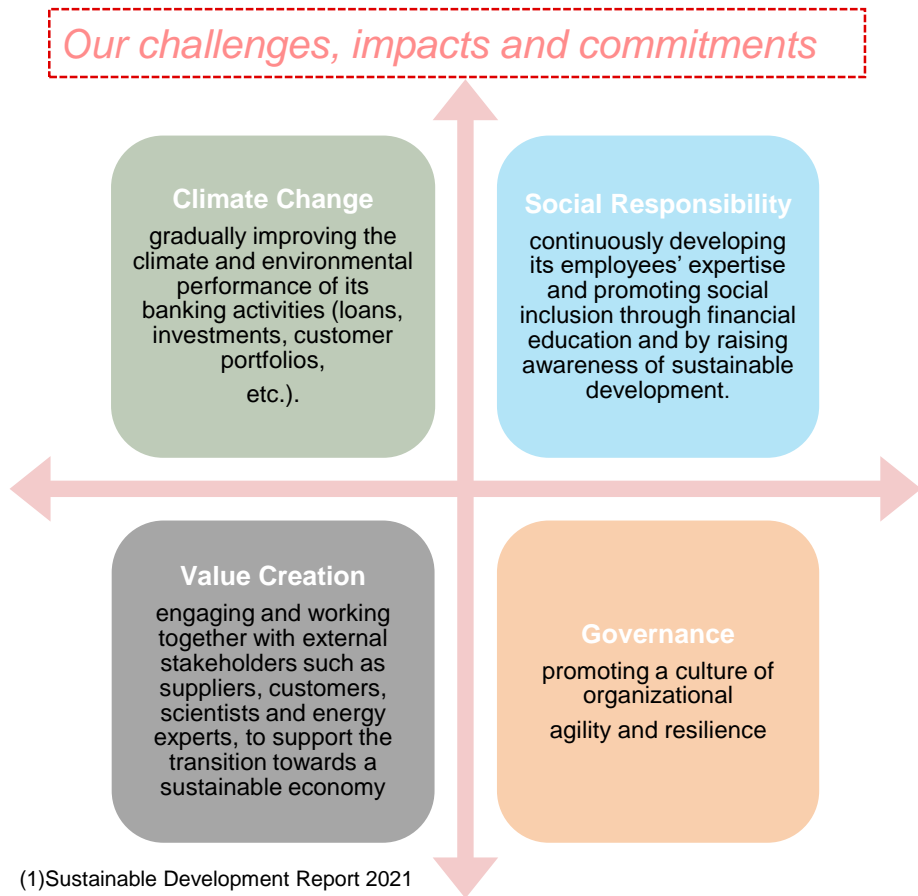 Our challenges, impacts and commitments
Climate Change
gradually improving the
climate and environmental
performance of its
banking activities (loans,
investments, customer
portfolios,
etc.).
Social Responsibility
continuously developing
its employees’ expertise
and promoting social
inclusion through financial
education and by raising
awareness of sustainable
development.
Value Creation
engaging and working
together with external
stakeholders such as
suppliers, customers,
scientists and energy
experts, to support the
transition towards a
sustainable economy
Governance
promoting a culture of
organizational
agility and resilience
(1)Sustainable Development Report 2021